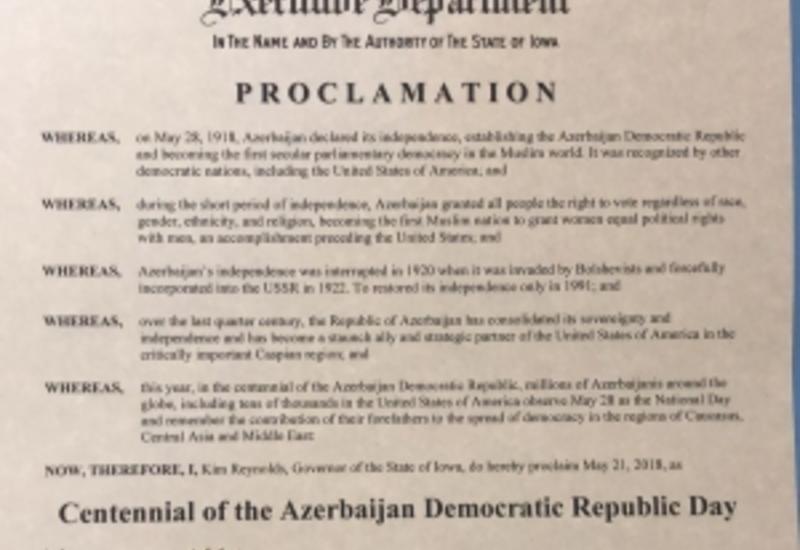 Executive Department
IN THE NAME AND BY THE AUTHORITY OF THE STATE OF IOWA
PROCLAMATION
WHEREAS, on May 28, 1918, Azerbaijan declared its independence, establishing the Azerbaijan Democratic Republic
and becoming the first secular parliamentary democracy in the Muslim world. It was recognized by other
democratic nations, including the United States of America; and
WHEREAS, during the short period of independence, Azerbaijan granted all people the right to vote regardless of race,
gender, ethnicity, and religion, becoming the first Muslim nation to grant women equal political rights
with men, an accomplishment preceding the United States; and
WHEREAS, Azerbaijan's independence was interrupted in 1920 when it was invaded by Bolshevists and forcefully
incorporated into the USSR in 1922. To restored its independence only in 1991; and
WHEREAS, over the last quarter century, the Republic of Azerbaijan has consolidated its sovereignty and
independence and has become a staunch ally and strategic partner of the United States of America in the
critically important Caspian region; and
WHEREAS, this year, in the centennial of the Azerbaijan Democratic Republic, millions of Azerbaijanis around the
globe, including tens of thousands in the United States of America observe May 28 as the National Day
and remember the contribution of their forefathers to the spread of democracy in the regions of Caucasus,
Central Asia and Middle East:
NOW, THEREFORE, I, Kim Reynolds, Governor of the State of Iowa, do hereby proclaim May 21, 2018, as
Centennial of the Azerbaijan Democratic Republic Day